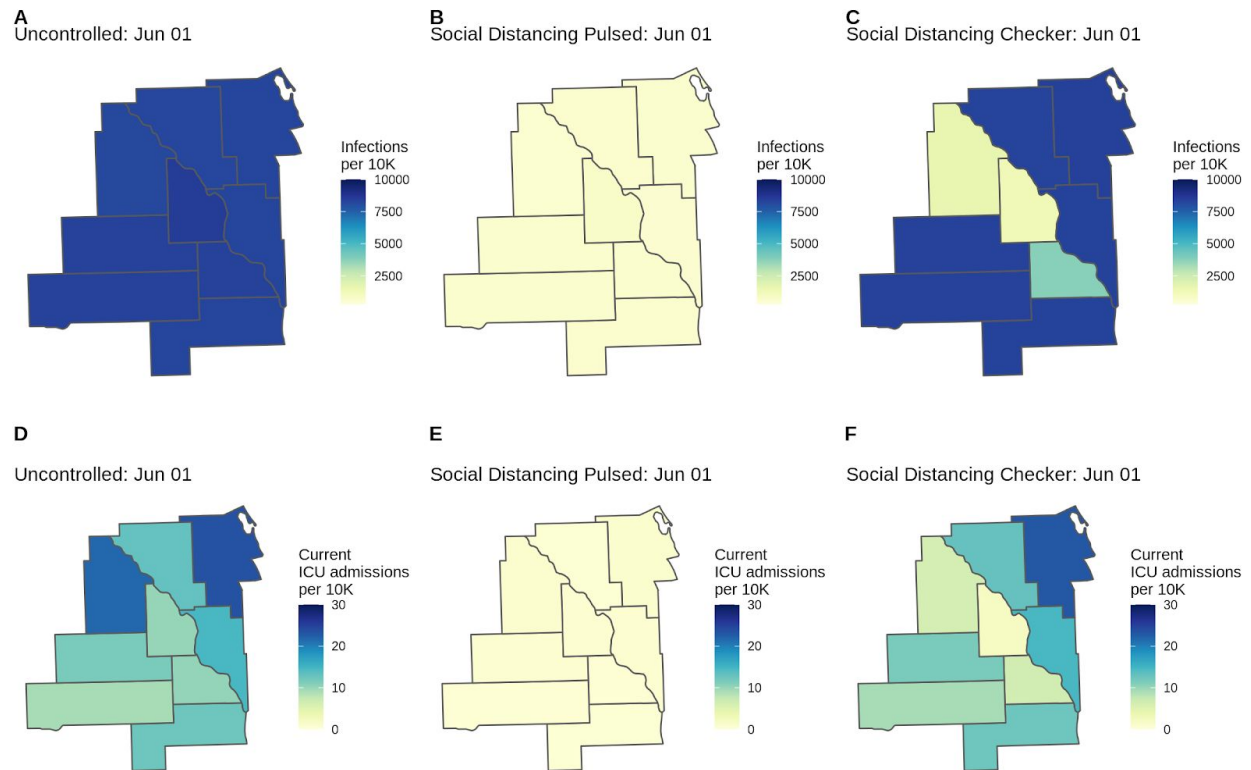 A
Uncontrolled: Jun 01
Infections
per 10K
10000
7500
5000
2500
B
Social Distancing Pulsed: Jun 01
Infections
per 10K
10000
7500
5000
2500
C
Social Distancing Checker: Jun 01
Infections
per 10K
10000
7500
5000
2500
D
Uncontrolled: Jun 01
Current
ICU admissions
per 10K
30
20
10
0
E
Social Distancing Pulsed: Jun 01
Current
ICU admissions
per 10K
30
20
10
0
F
Social Distancing Checker: Jun 01
Current
ICU admissions
per 10K
30
20
10
0